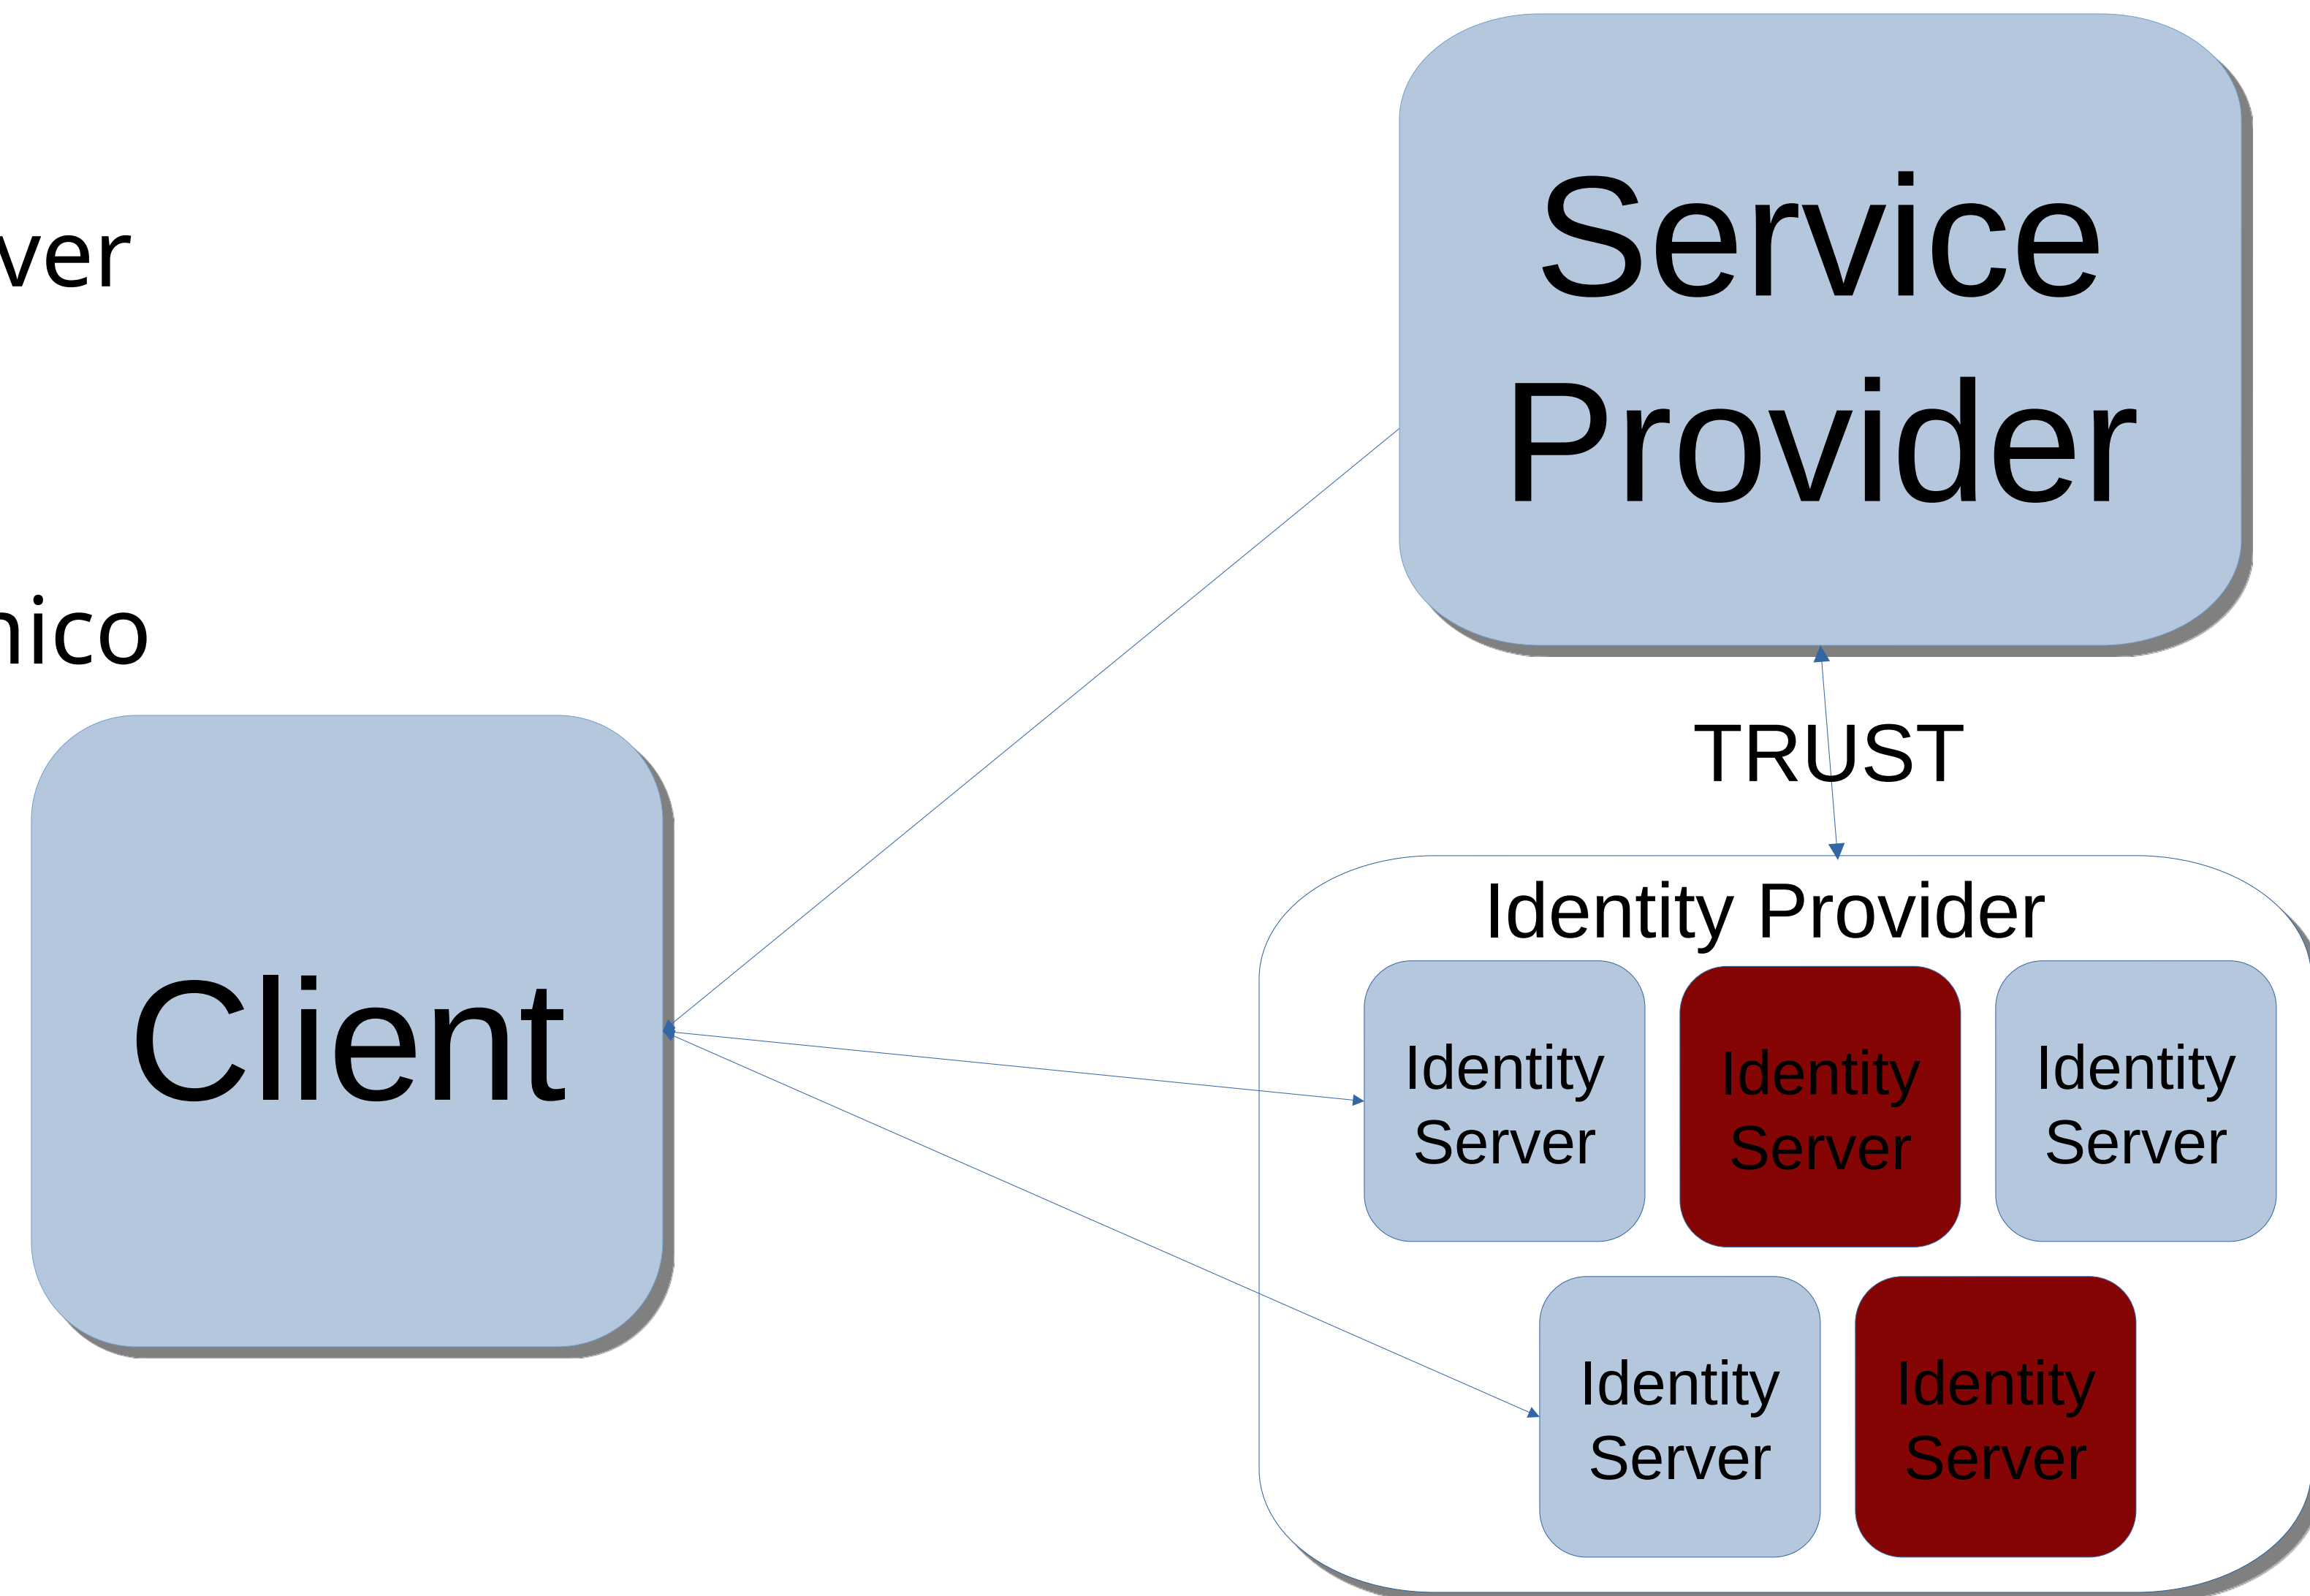 Service
Provider
TRUST
Client
Identity Provider
Identity
Server
Identity
Server
Identity
Server
Identity
Server
Identity
Server